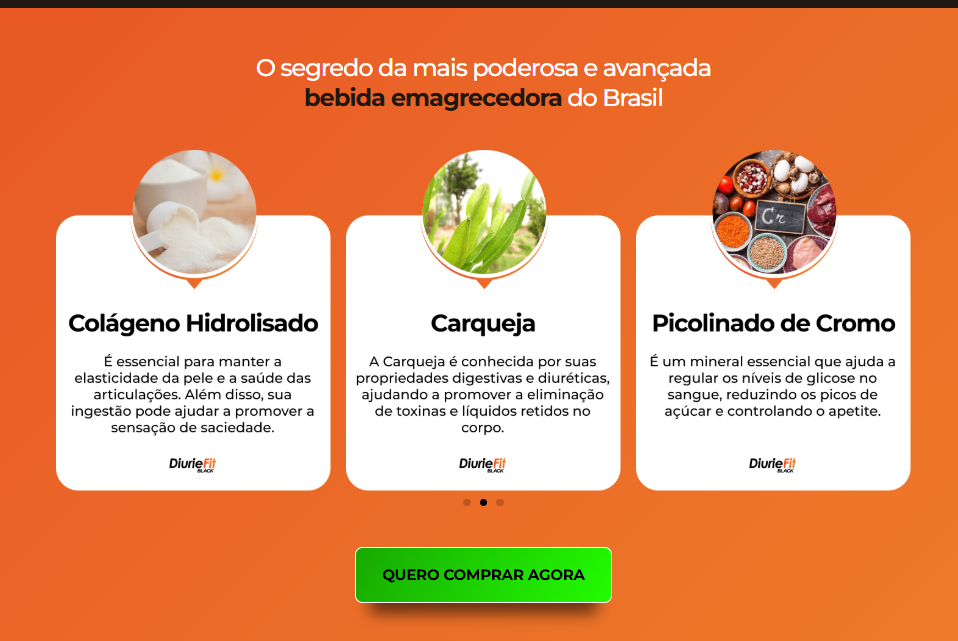 O segredo da mais poderosa e avançada
bebida emagrecedora do Brasil
Cr
Colágeno Hidrolisado
É essencial para manter a
elasticidade da pele e a saúde das
articulações. Além disso, sua
ingestão pode ajudar a promover a
sensação de saciedade.
DiurieFit
BLACK
Carqueja
A Carqueja é conhecida por suas
propriedades digestivas e diuréticas,
ajudando a promover a eliminação
de toxinas e líquidos retidos no
corpo.
DiurieFit
BLACK
Picolinado de Cromo
É um mineral essencial que ajuda a
regular os níveis de glicose no
sangue, reduzindo os picos de
açúcar e controlando o apetite.
DiurieFit
BLACK
QUERO COMPRAR AGORA